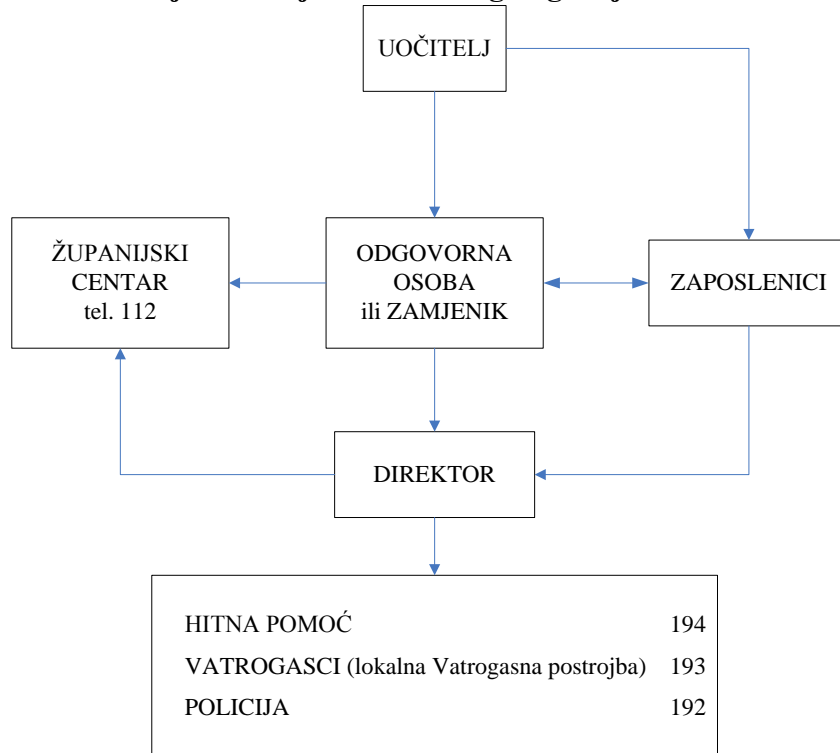 UOČITELJ
ŽUPANIJSKI
CENTAR
tel. 112
ODGOVORNA
OSOBA
ili ZAMJENIK
ZAPOSLENICI
DIREKTOR
HITNA POMOĆ 194
VATROGASCI (lokalna Vatrogasna postrojba) 193
POLICIJA 192